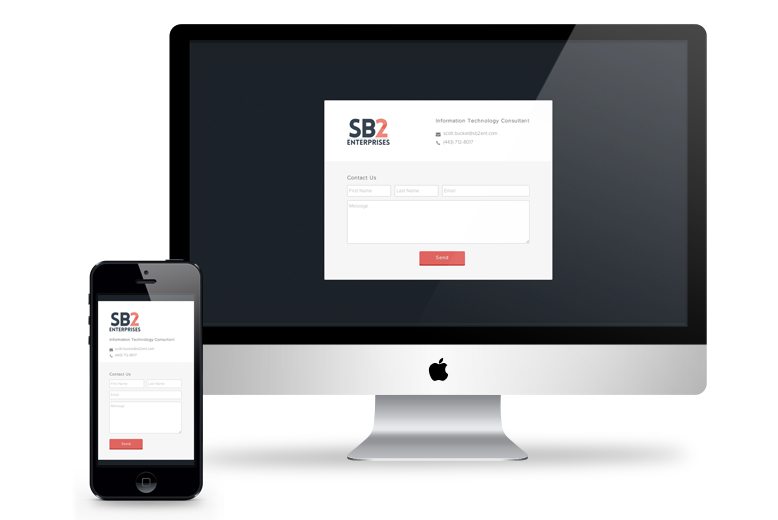 SB2
ENTERPRISES
Information Technology Consultant
scott.buckel@sb2ent.com
(443) 712-8017
Contact Us
First Name Last Name Email
Message
Send
SB2
ENTERPRISES
Information Technology Consultant
scott.buckel@sb2ent.com
(443) 712-8017
Contact Us
First Name Last Name
Email
Message
Send